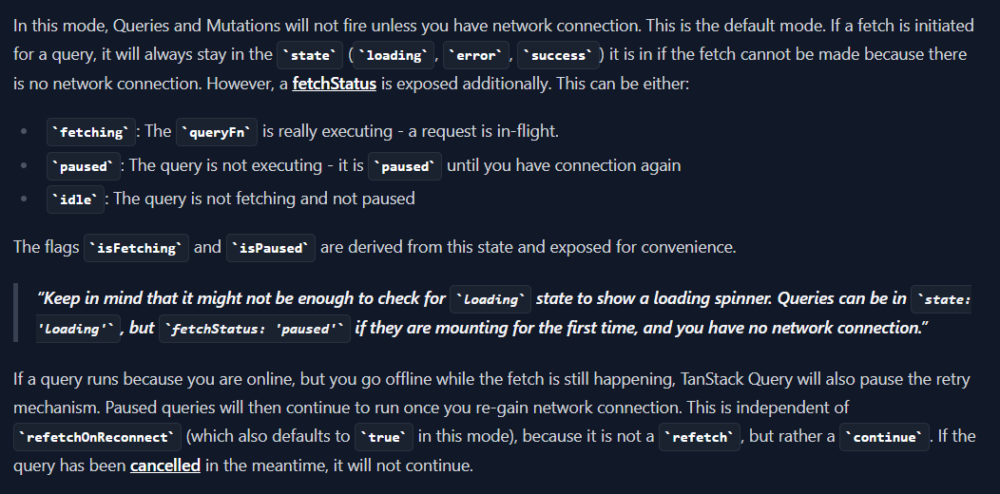 In this mode, Queries and Mutations will not fire unless you have network connection. This is the default mode. If a fetch is initiated
for a query, it will always stay in the `state` (`loading`, `error`, `success`) it is in if the fetch cannot be made because there
is no network connection. However, a fetchStatus is exposed additionally. This can be either:
• `fetching`: The `queryFn` is really executing - a request is in-flight.
• `paused`: The query is not executing - it is `paused` until you have connection again
• `idle`: The query is not fetching and not paused
The flags `isFetching` and `isPaused` are derived from this state and exposed for convenience.
“Keep in mind that it might not be enough to check for `loading` state to show a loading spinner. Queries can be in `state:
'loading'`, but `fetchStatus: 'paused'` if they are mounting for the first time, and you have no network connection.”
If a query runs because you are online, but you go offline while the fetch is still happening, TanStack Query will also pause the retry
mechanism. Paused queries will then continue to run once you re-gain network connection. This is independent of
`refetchOnReconnect` (which also defaults to `true` in this mode), because it is not a `refetch`, but rather a `continue`. If the
query has been cancelled in the meantime, it will not continue.